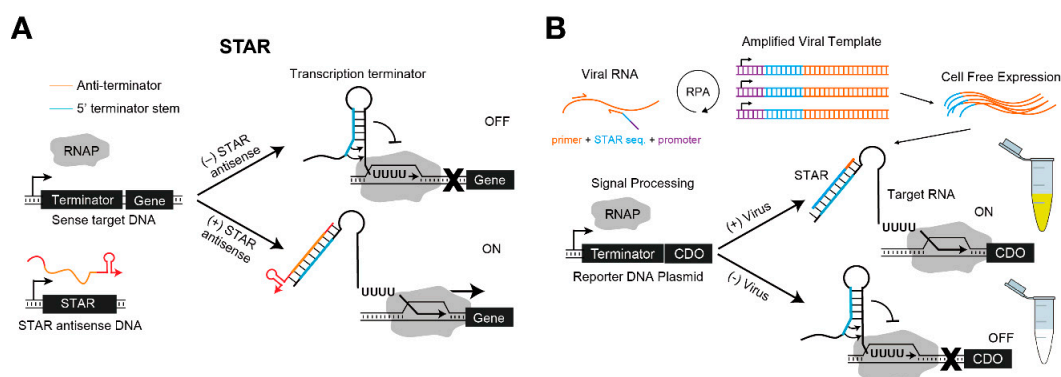 A
STAR
Anti-terminator
5' terminator stem
RNAP
Terminator
Gene
Sense target DNA
STAR
STAR antisense DNA
(–) STAR
antisense
(+) STAR
antisense
Transcription terminator
OFF
UUUU
X
Gene
ON
UUUU
Gene
B
Viral RNA
primer + STAR seq. + promoter
RPA
Amplified Viral Template
Cell Free Expression
Signal Processing
RNAP
Terminator
CDO
Reporter DNA Plasmid
(+) Virus
(-) Virus
STAR
Target RNA
ON
UUUU
CDO
OFF
UUUU
X
CDO